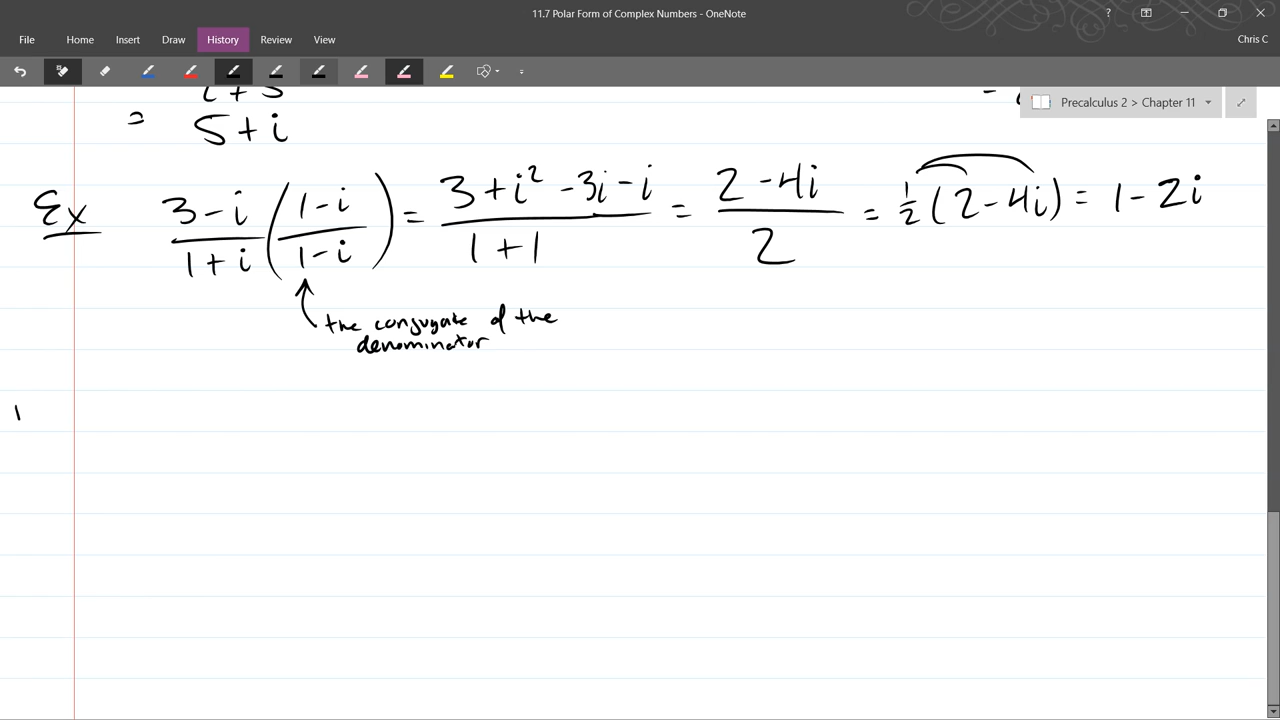 11.7 Polar Form of Complex Numbers - OneNote
File Home Insert Draw History Review View
Chris C
Precalculus 2 > Chapter 11
= 5 + i
Ex (3 - i)/(1 + i) ((1 - i)/(1 - i)) = (3 + i² - 3i - i)/(1 + 1) = (2 - 4i)/2 = 1/2 (2 - 4i) = 1 - 2i
the conjugate of the
denominator